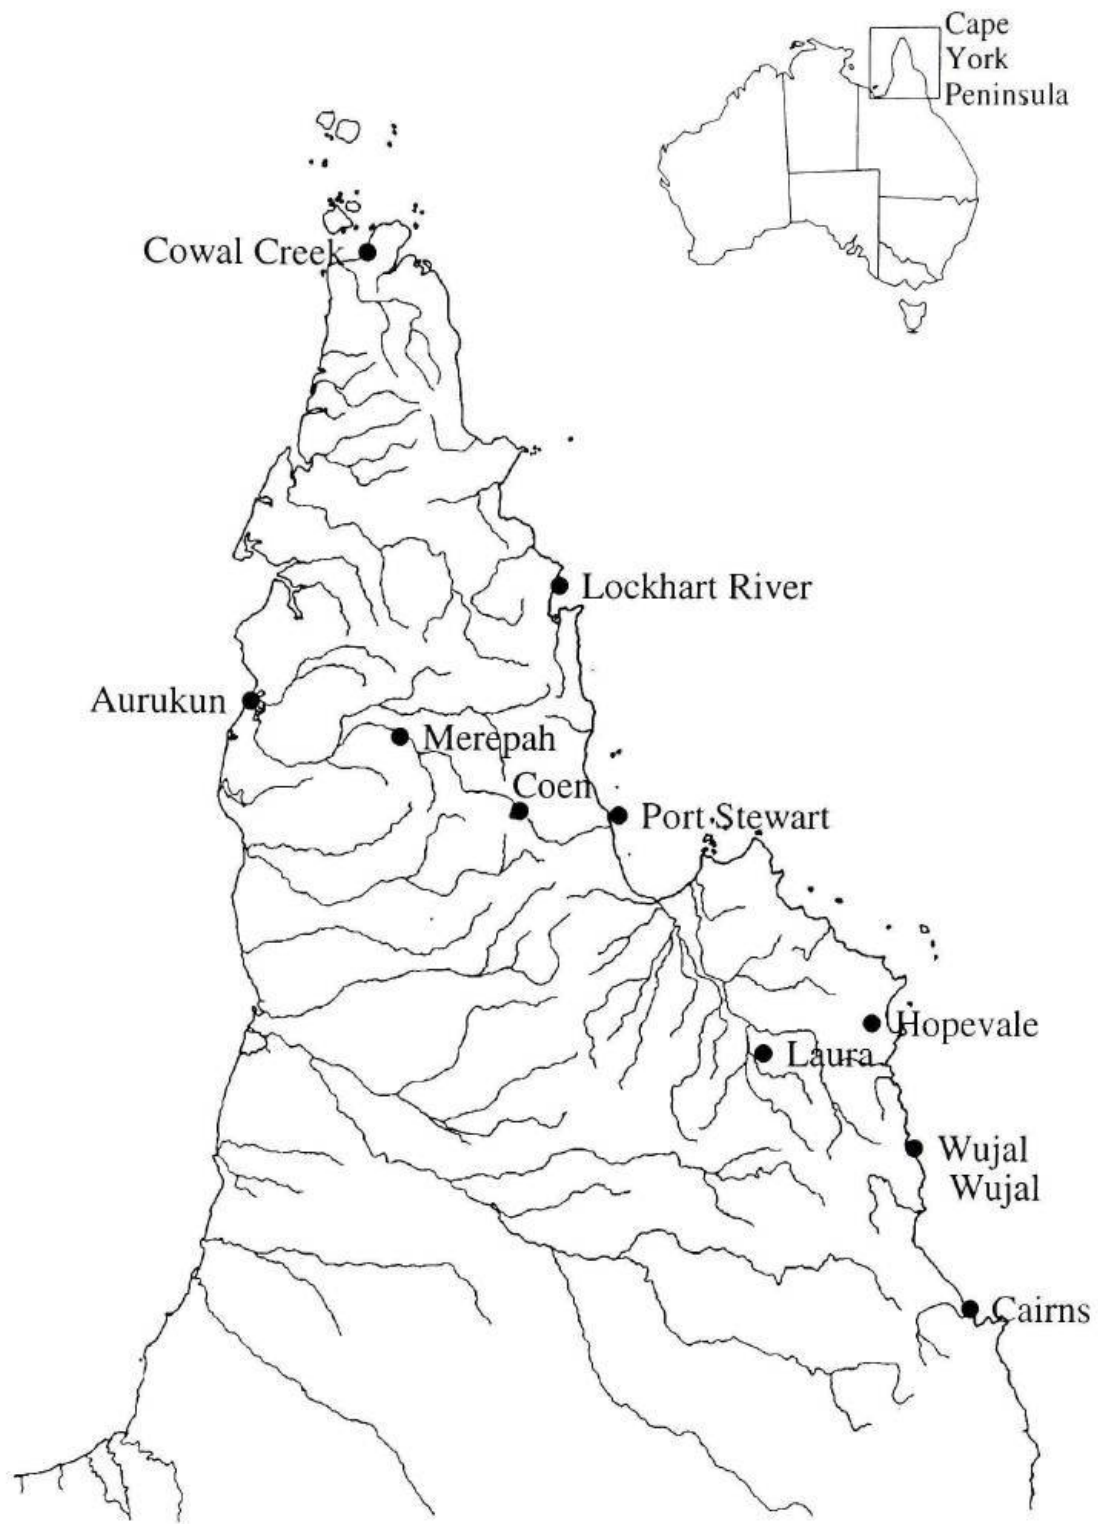 Cape
York
Peninsula
Cowal Creek
Lockhart River
Aurukun
Merepah
Coen
Port Stewart
Hopevale
Laura
Wujal
Wujal
Cairns